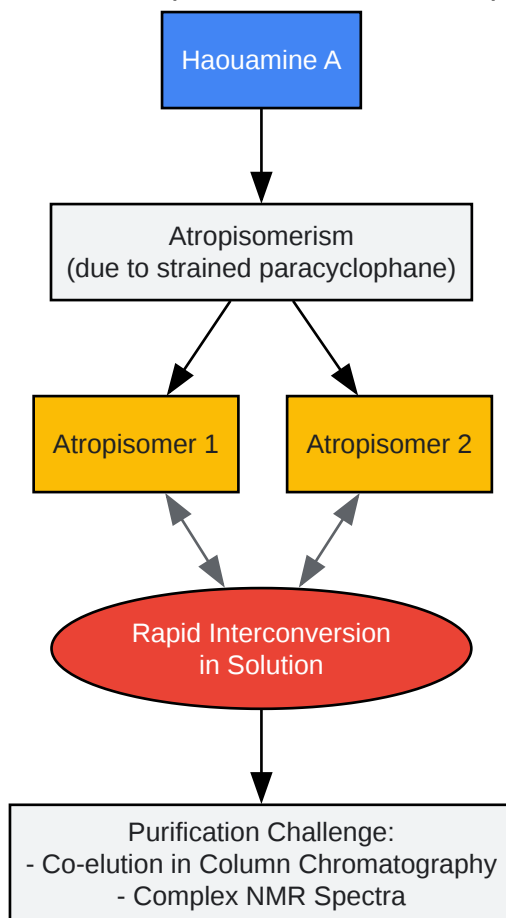 Haouamine A
Atropisomerism
(due to strained paracyclophane)
Atropisomer 1
Atropisomer 2
Rapid Interconversion
in Solution
Purification Challenge:
- Co-elution in Column Chromatography
- Complex NMR Spectra